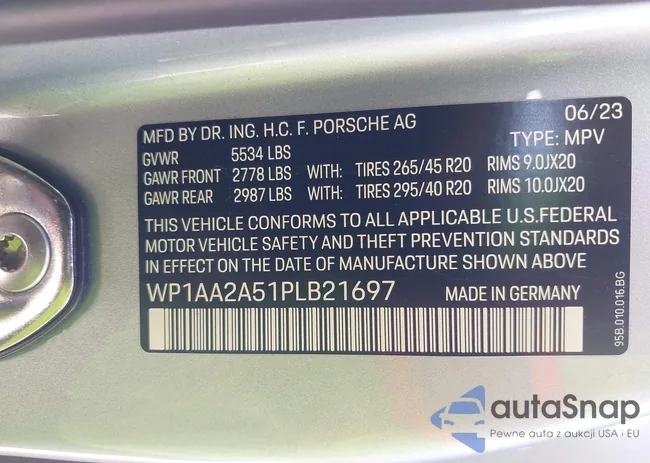 06/23
MFD BY DR. ING. H.C. F. PORSCHE AG
TYPE: MPV
GVWR 5534 LBS
GAWR FRONT 2778 LBS WITH: TIRES 265/45 R20 RIMS 9.0JX20
GAWR REAR 2987 LBS WITH: TIRES 295/40 R20 RIMS 10.0JX20
THIS VEHICLE CONFORMS TO ALL APPLICABLE U.S.FEDERAL
MOTOR VEHICLE SAFETY AND THEFT PREVENTION STANDARDS
IN EFFECT ON THE DATE OF MANUFACTURE SHOWN ABOVE
WP1AA2A51PLB21697 MADE IN GERMANY
95B.010.016.BG
autaSnap
Pewne auta z aukcji USA i EU